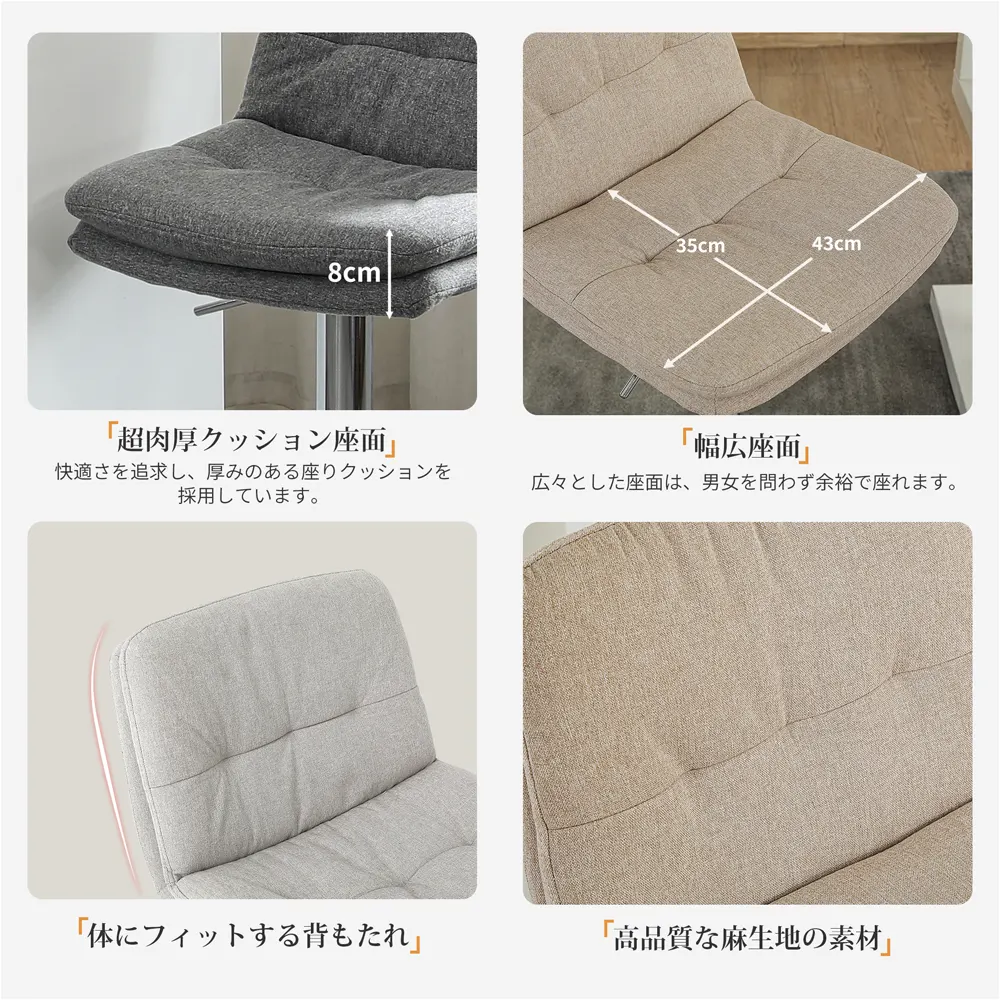 8cm
35cm
43cm
「超肉厚クッション座面」
快適さを追求し、厚みのある座りクッションを
採用しています。
「幅広座面」
広々とした座面は、男女を問わず余裕で座れます。
「体にフィットする背もたれ」
「高品質な麻生地の素材」